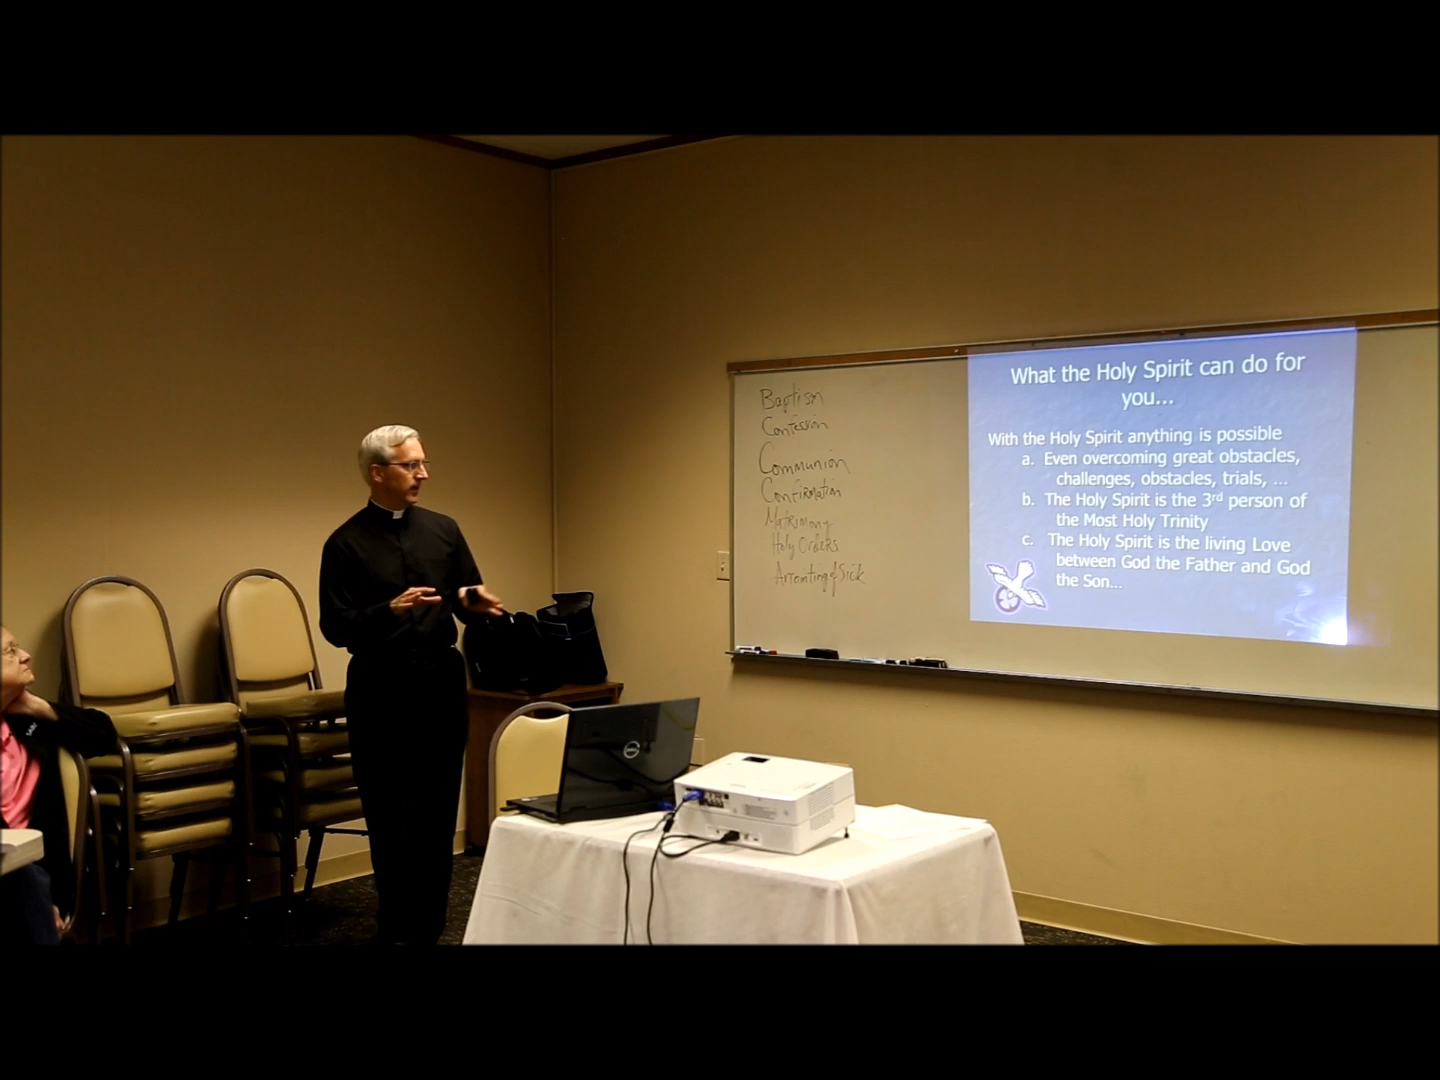 Baptism
Confession
Communion
Confirmation
Matrimony
Holy Orders
Anointing of Sick
What the Holy Spirit can do for
you...
With the Holy Spirit anything is possible
a. Even overcoming great obstacles,
challenges, obstacles, trials, ...
b. The Holy Spirit is the 3rd person of
the Most Holy Trinity
c. The Holy Spirit is the living Love
between God the Father and God
the Son...
DELL